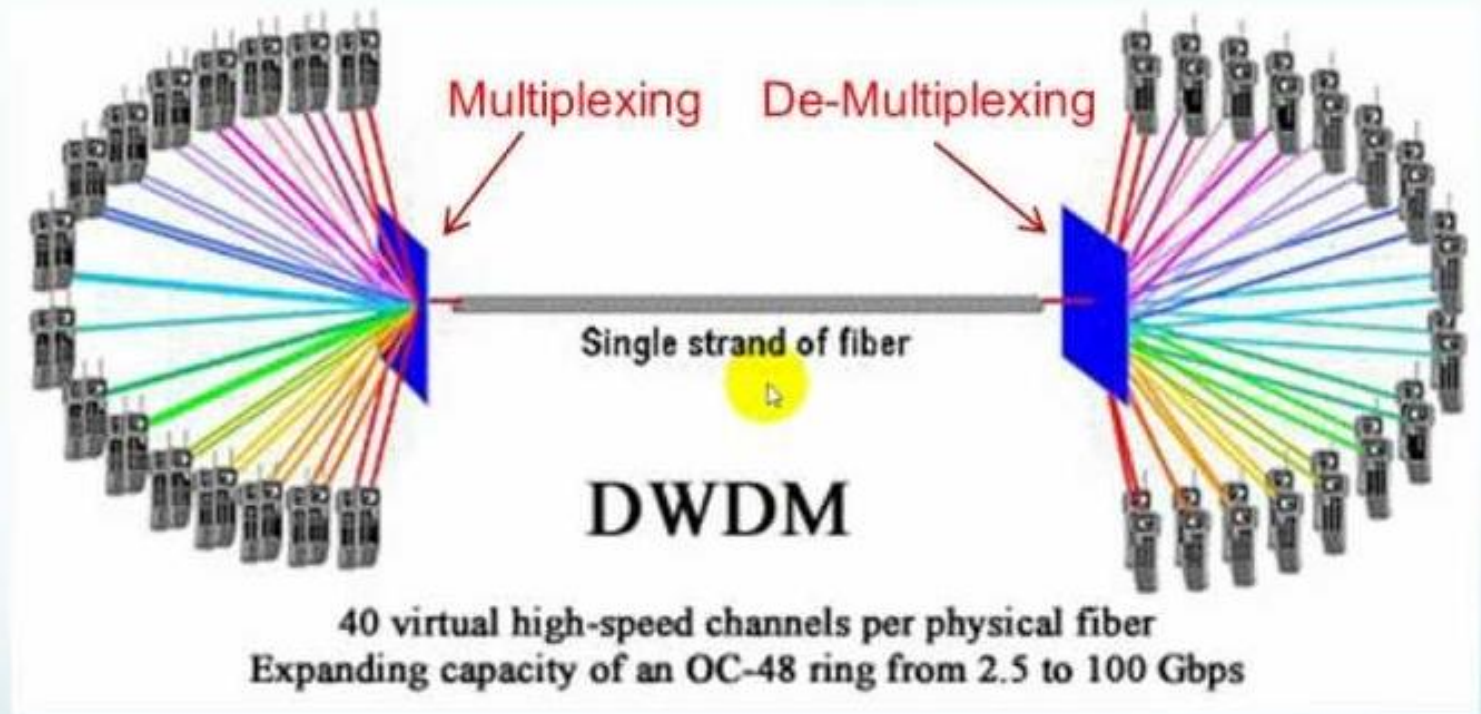 Multiplexing
De-Multiplexing
Single strand of fiber
DWDM
40 virtual high-speed channels per physical fiber
Expanding capacity of an OC-48 ring from 2.5 to 100 Gbps